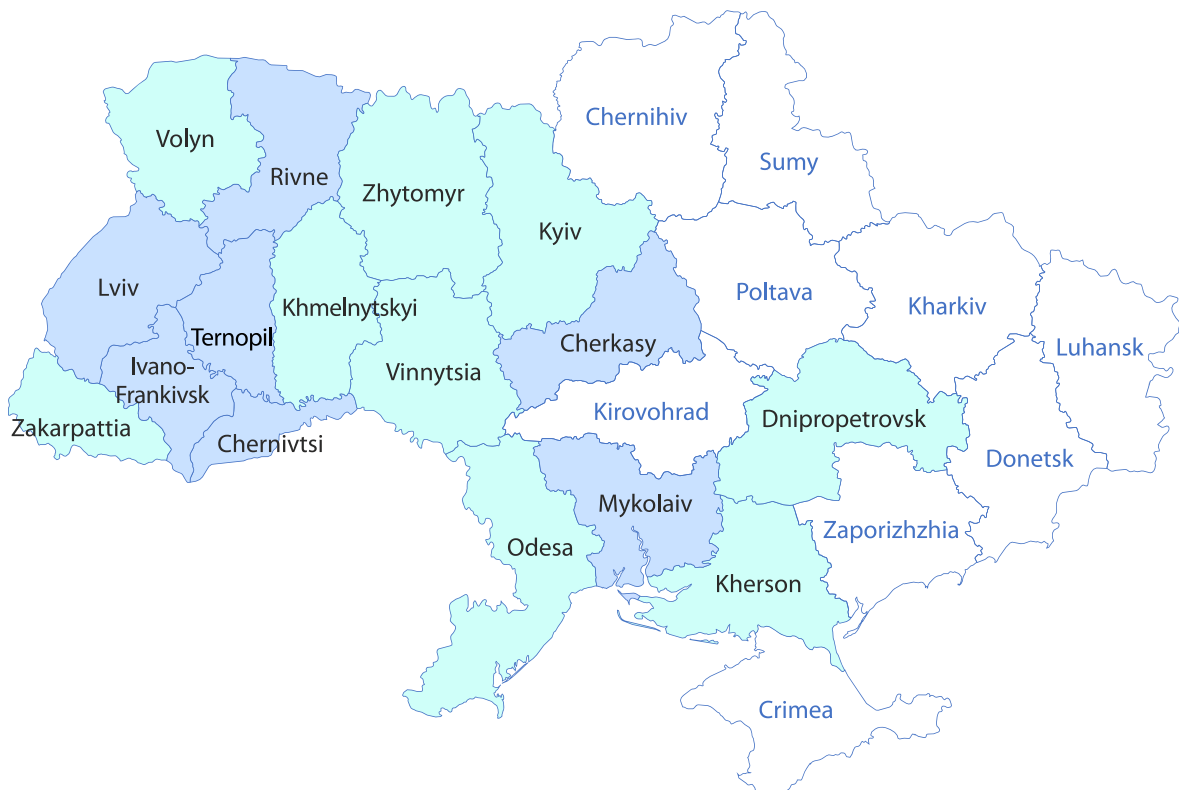 Chernihiv
Volyn
Sumy
Rivne
Zhytomyr
Kyiv
Lviv
Poltava
Khmelnytskyi
Kharkiv
Ternopil
Cherkasy
Luhansk
Ivano-
Frankivsk
Vinnytsia
Kirovohrad
Dnipropetrovsk
Zakarpattia
Chernivtsi
Donetsk
Mykolaiv
Zaporizhzhia
Odesa
Kherson
Crimea